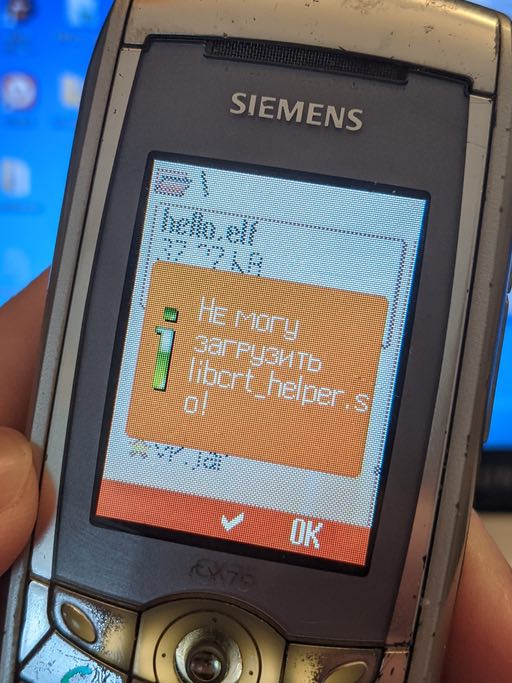 SIEMENS
\
hello.elf
Не могу
загрузить
libcrt_helper.s
o!
OK